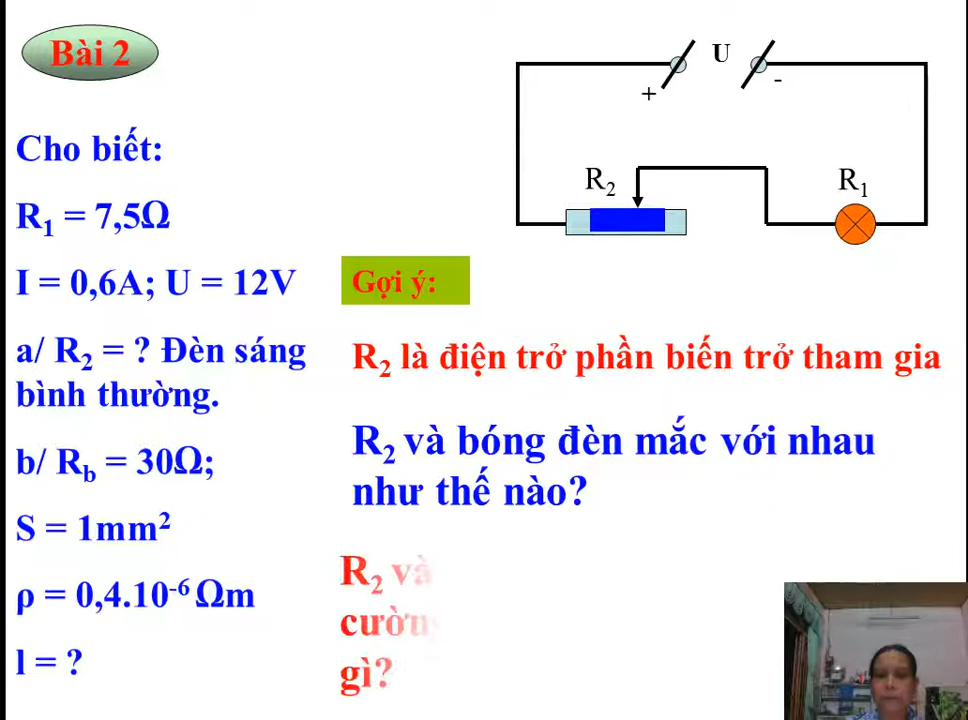 Bài 2
U
+
-
Cho biết:
R2
R1
R1 = 7,5Ω
I = 0,6A; U = 12V
Gợi ý:
a/ R2 = ? Đèn sáng
bình thường.
R2 là điện trở phần biến trở tham gia
R2 và bóng đèn mắc với nhau
như thế nào?
b/ Rb = 30Ω;
S = 1mm²
ρ = 0,4.10⁻⁶ Ωm
l = ?
R2 và
gì?